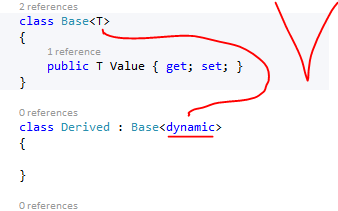 2 references
class Base<T>
{
1 reference
public T Value { get; set; }
}
0 references
class Derived : Base<dynamic>
{
}
0 references